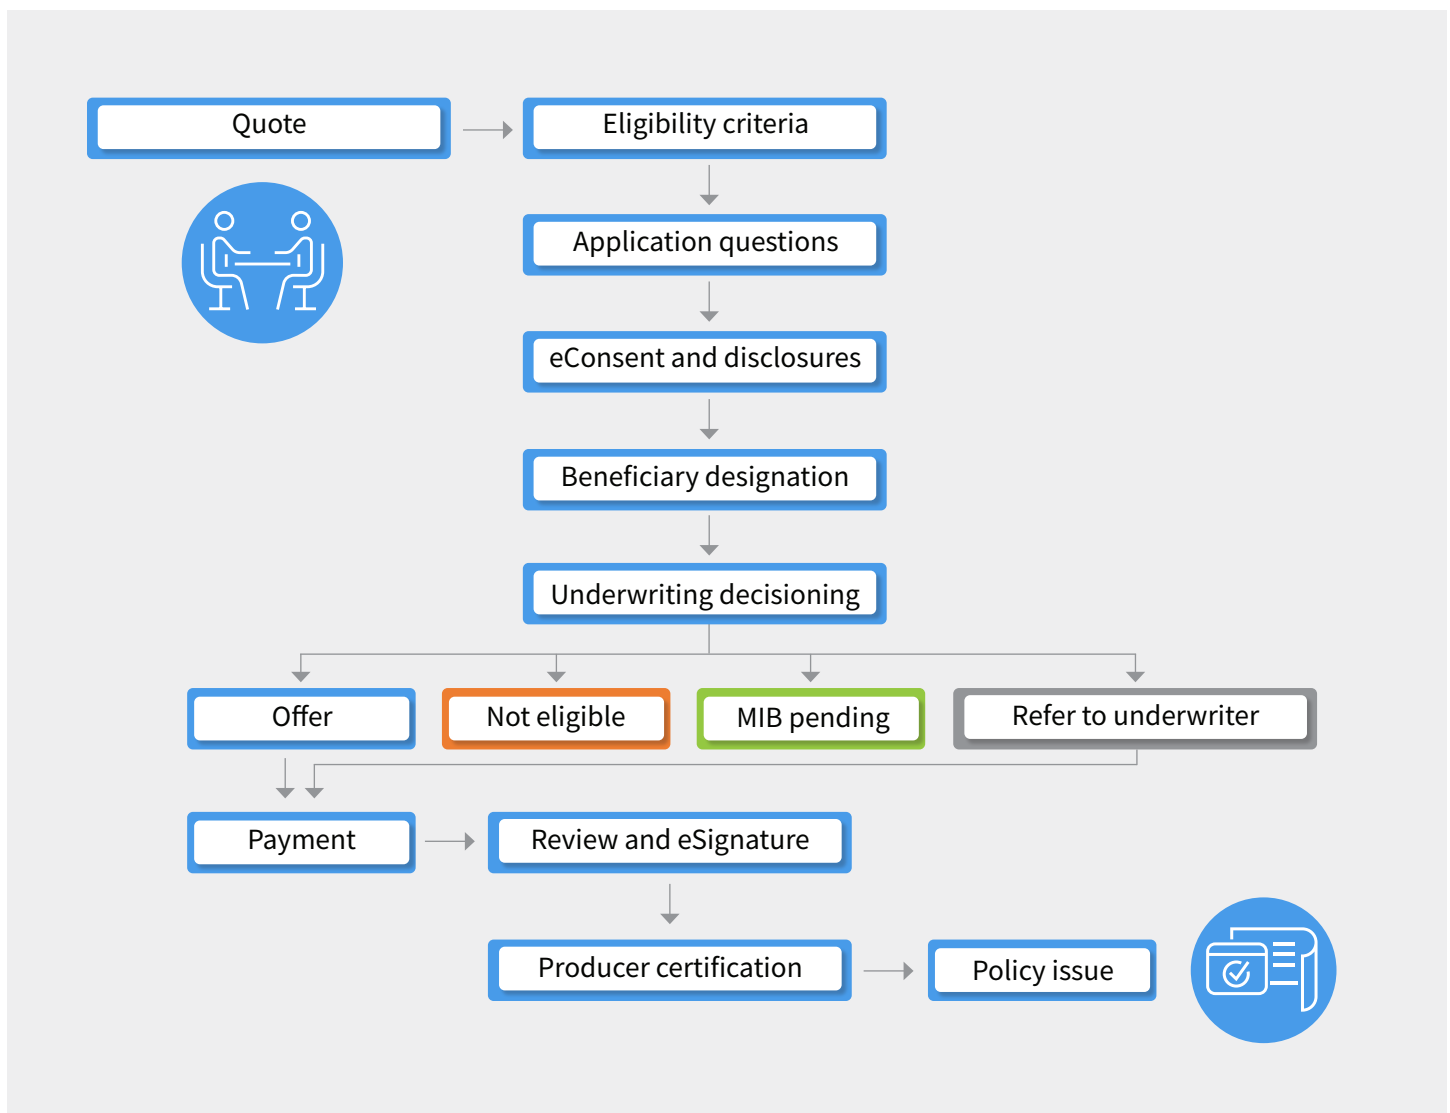 Quote
Eligibility criteria
Application questions
eConsent and disclosures
Beneficiary designation
Underwriting decisioning
Offer
Not eligible
MIB pending
Refer to underwriter
Payment
Review and eSignature
Producer certification
Policy issue